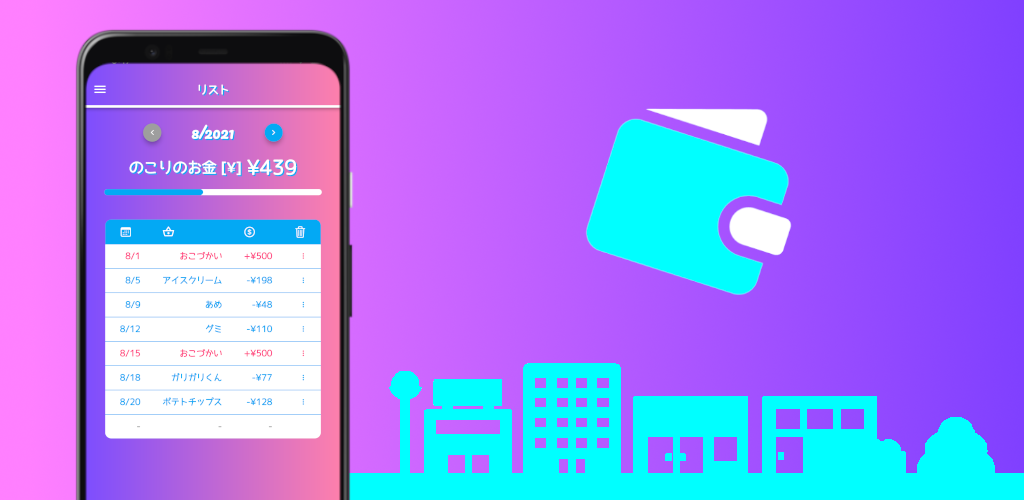 リスト
8/2021
のこりのお金 [¥] ¥439
8/1 おこづかい +¥500
8/5 アイスクリーム -¥198
8/9 あめ -¥48
8/12 グミ -¥110
8/15 おこづかい +¥500
8/18 ガリガリくん -¥77
8/20 ポテトチップス -¥128
- - -